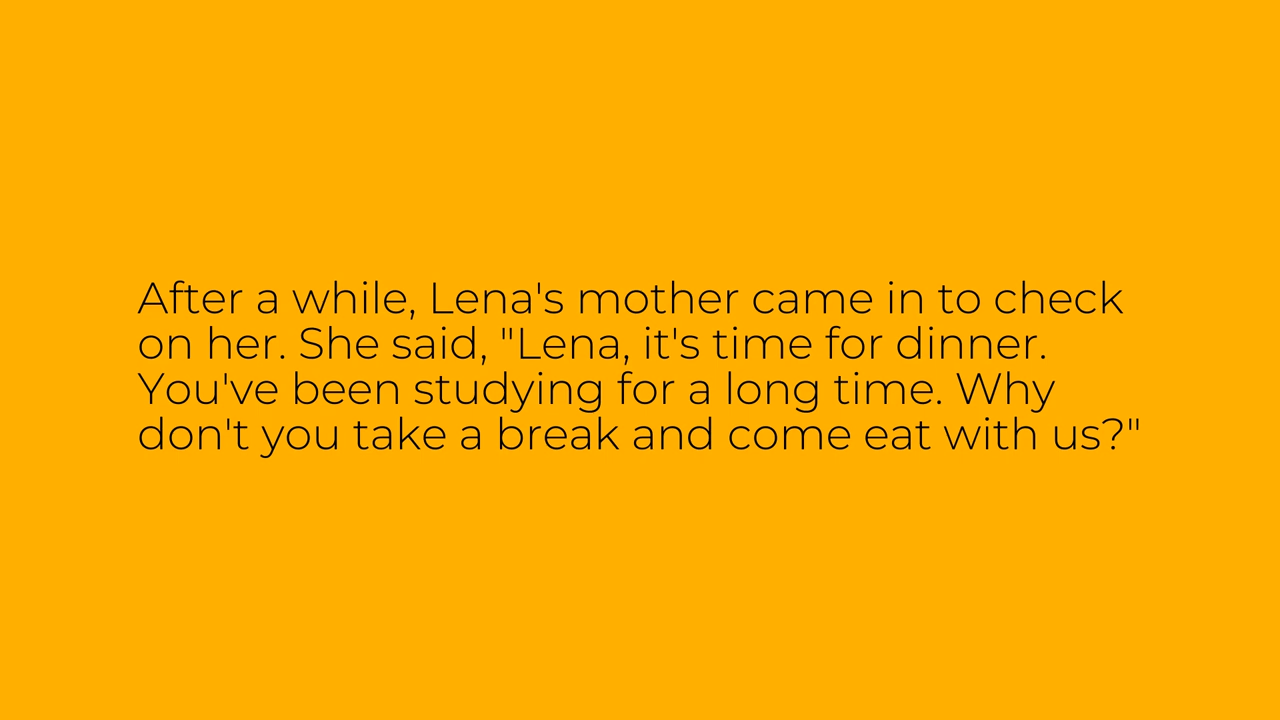 After a while, Lena's mother came in to check
on her. She said, "Lena, it's time for dinner.
You've been studying for a long time. Why
don't you take a break and come eat with us?"